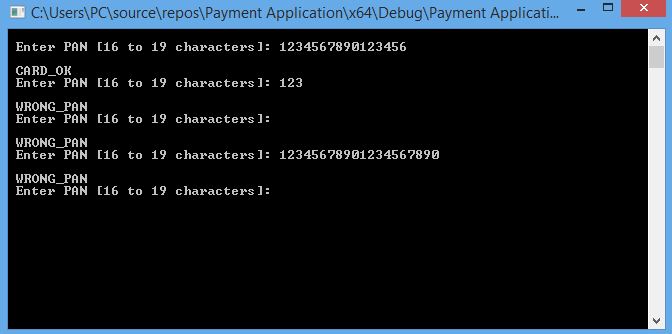 C:\Users\PC\source\repos\Payment Application\x64\Debug\Payment Applicati...
Enter PAN [16 to 19 characters]: 1234567890123456
CARD_OK
Enter PAN [16 to 19 characters]: 123
WRONG_PAN
Enter PAN [16 to 19 characters]:
WRONG_PAN
Enter PAN [16 to 19 characters]: 12345678901234567890
WRONG_PAN
Enter PAN [16 to 19 characters]: